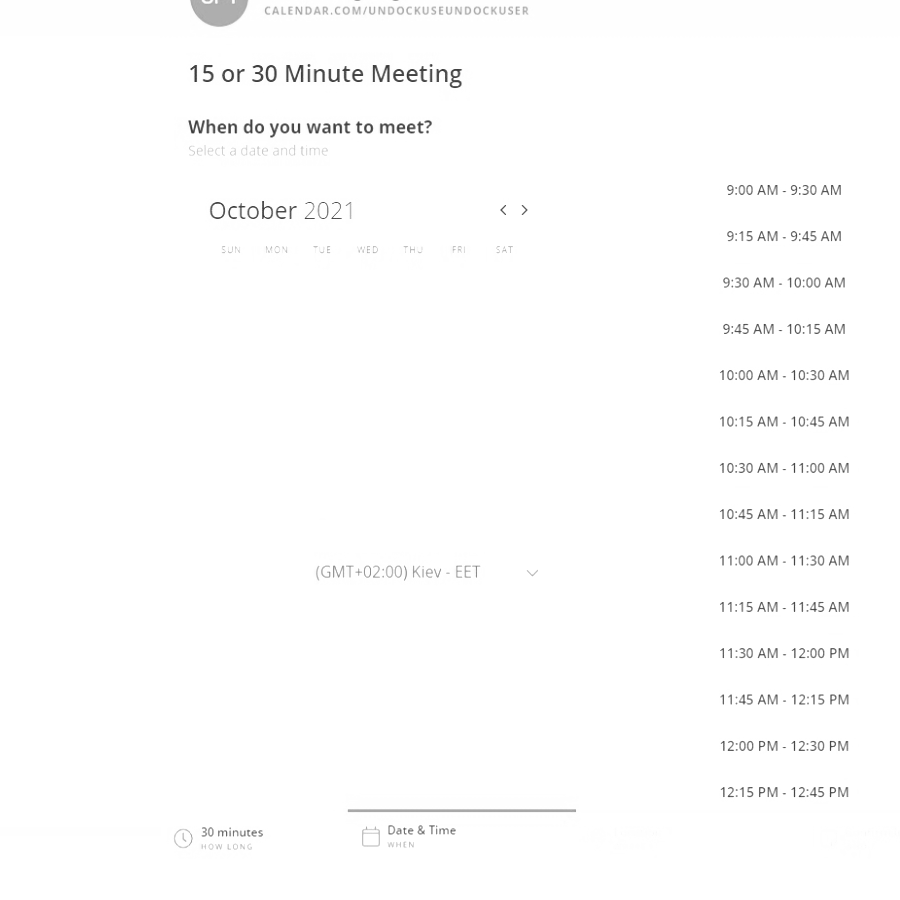 CALENDAR.COM/UNDOCKUSEUNDOCKUSER
15 or 30 Minute Meeting
When do you want to meet?
Select a date and time
October 2021
SUN MON TUE WED THU FRI SAT
(GMT+02:00) Kiev - EET
9:00 AM - 9:30 AM
9:15 AM - 9:45 AM
9:30 AM - 10:00 AM
9:45 AM - 10:15 AM
10:00 AM - 10:30 AM
10:15 AM - 10:45 AM
10:30 AM - 11:00 AM
10:45 AM - 11:15 AM
11:00 AM - 11:30 AM
11:15 AM - 11:45 AM
11:30 AM - 12:00 PM
11:45 AM - 12:15 PM
12:00 PM - 12:30 PM
12:15 PM - 12:45 PM
30 minutes
HOW LONG
Date & Time
WHEN